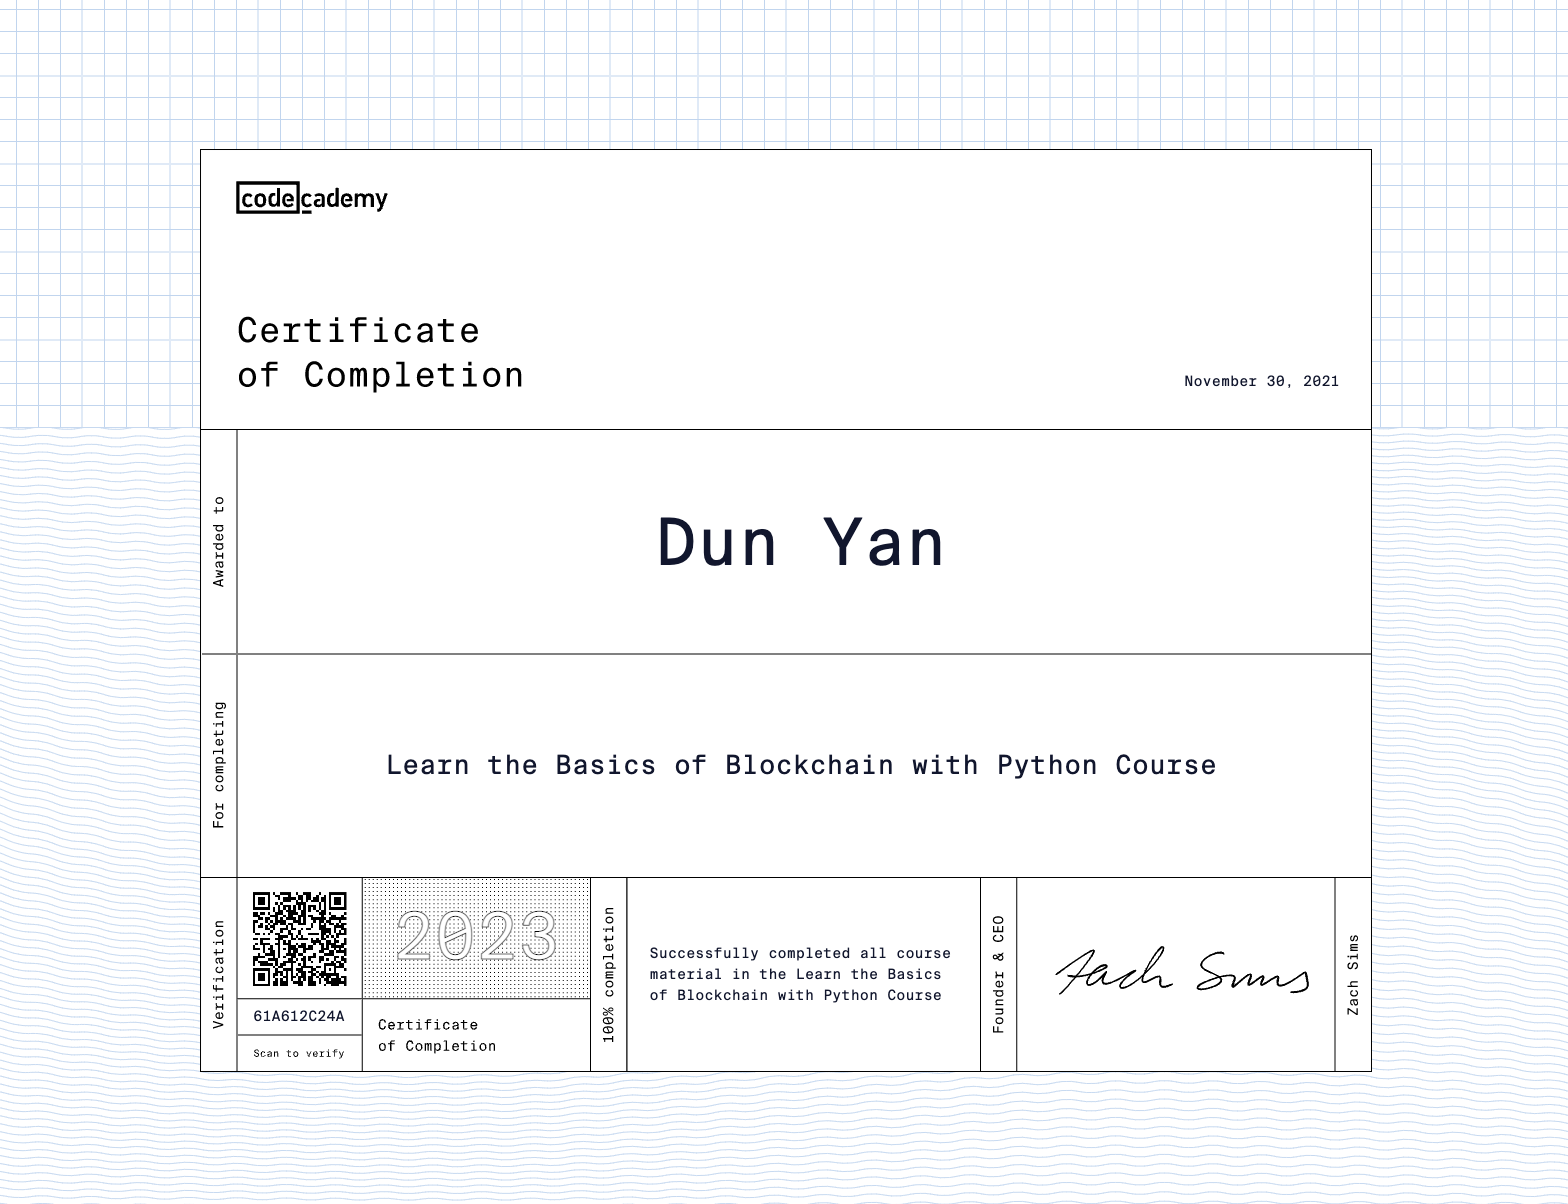 codecademy
Certificate
of Completion
November 30, 2021
Awarded to
Dun Yan
For completing
Learn the Basics of Blockchain with Python Course
Verification
61A612C24A
Scan to verify
2023
Certificate
of Completion
100% completion
Successfully completed all course
material in the Learn the Basics
of Blockchain with Python Course
Founder & CEO
Zach Sims
Zach Sims